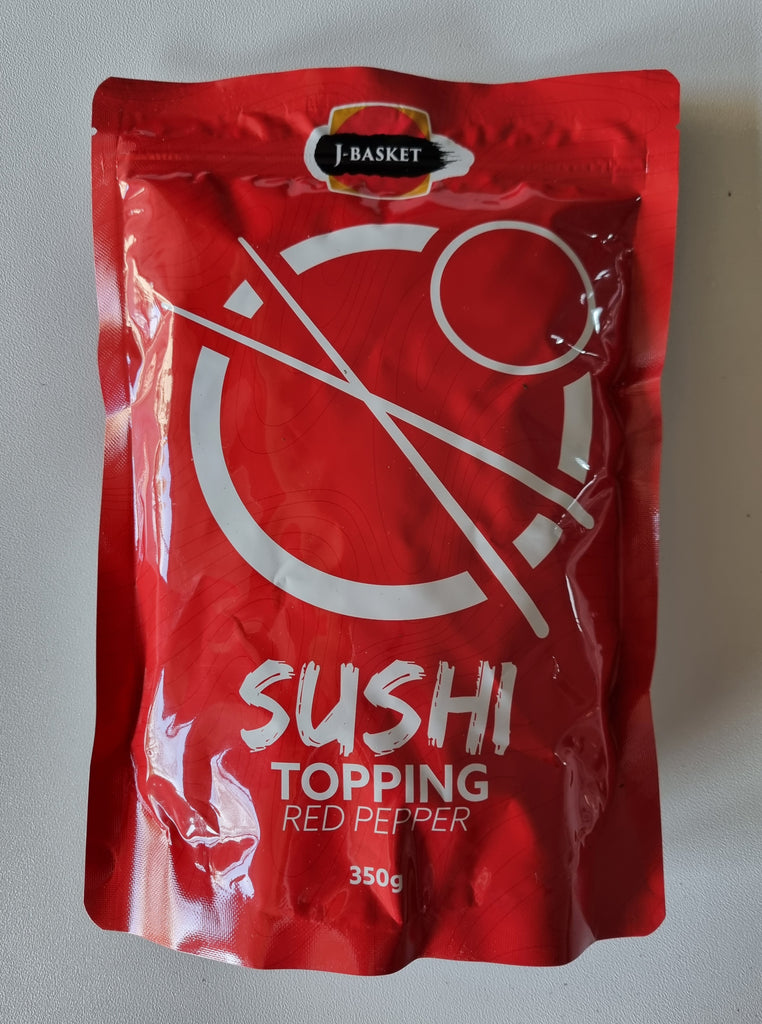 J-BASKET
SUSHI
TOPPING
RED PEPPER
350g